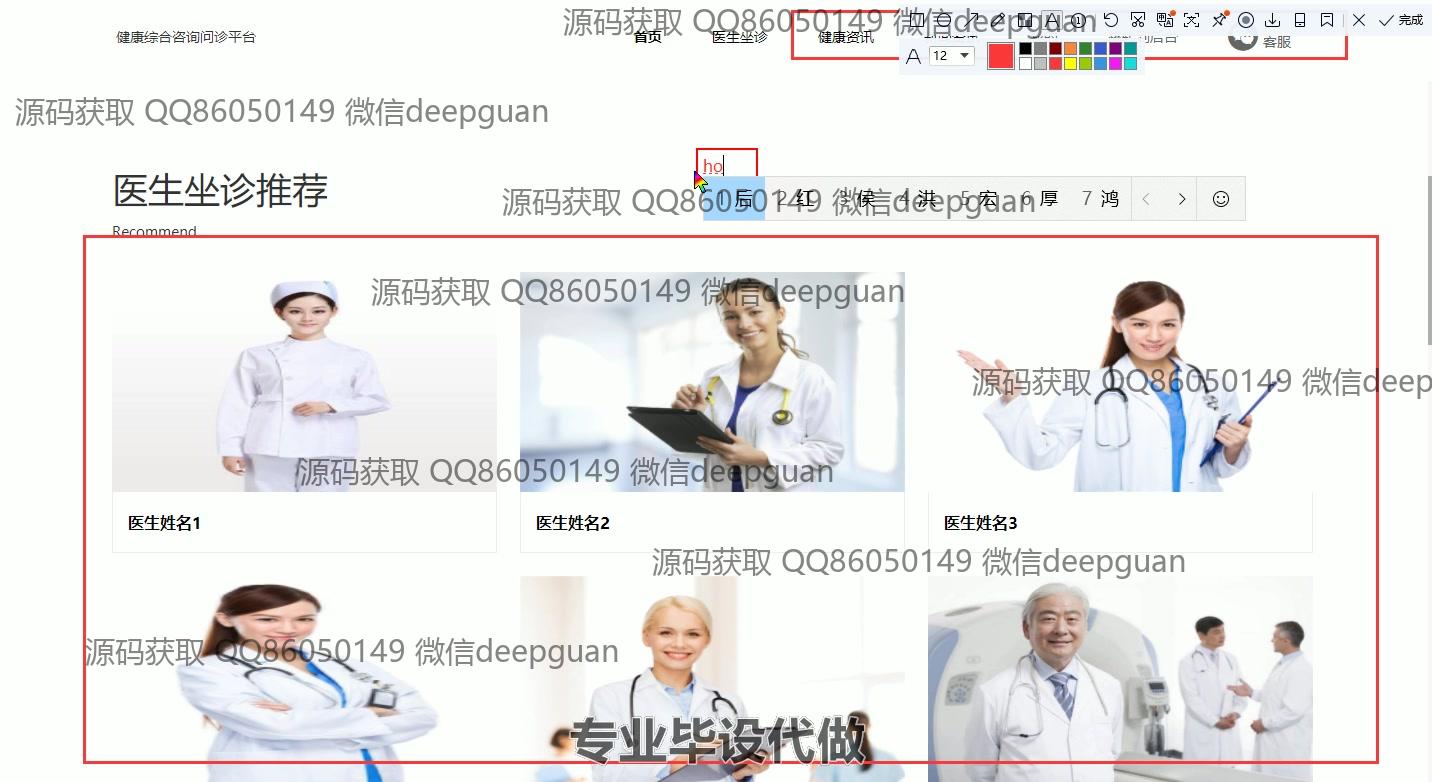 源码获取 QQ86050149 微信deepguan
完成
健康综合咨询问诊平台
首页
医生坐诊
健康资讯
后台
客服
12
源码获取 QQ86050149 微信deepguan
医生坐诊推荐
ho
1 后 2 红 3 侯 4 洪 5 宏 6 厚 7 鸿
源码获取 QQ86050149 微信deepguan
Recommend
源码获取 QQ86050149 微信deepguan
源码获取 QQ86050149 微信deep
源码获取 QQ86050149 微信deepguan
医生姓名1
医生姓名2
医生姓名3
源码获取 QQ86050149 微信deepguan
源码获取 QQ86050149 微信deepguan
专业毕设代做